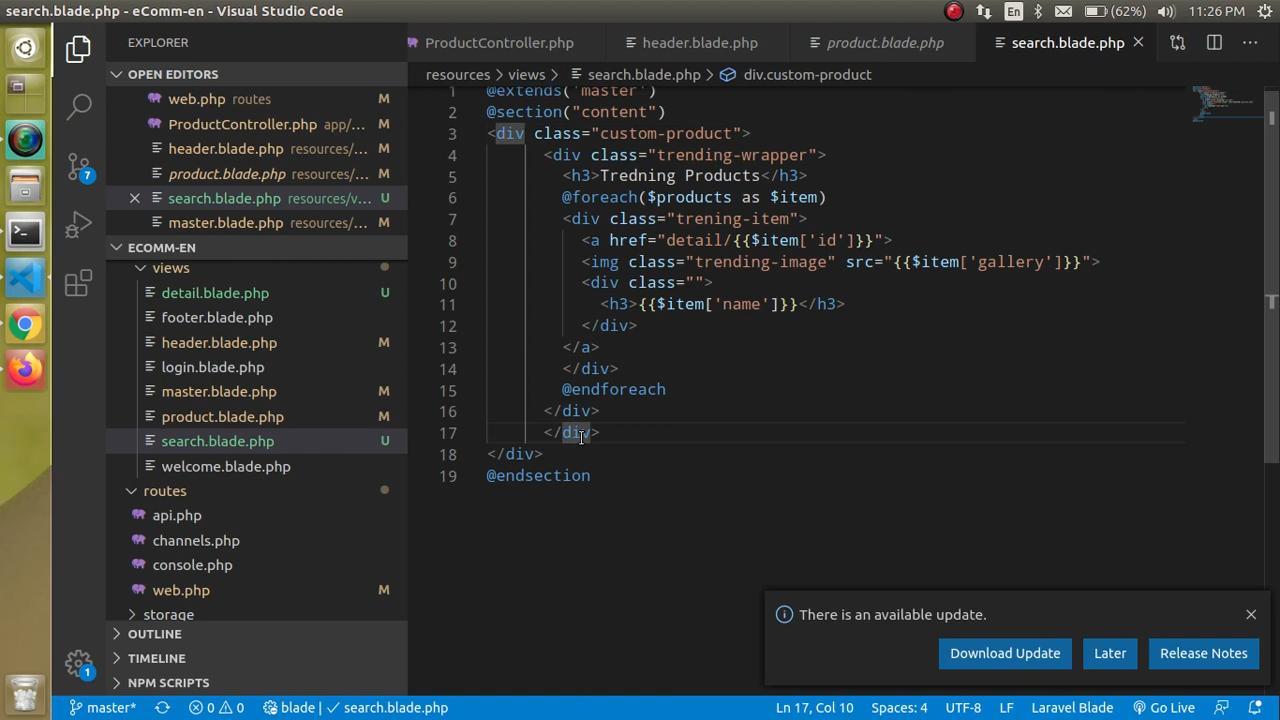 search.blade.php - eComm-en - Visual Studio Code
En
(62%)
11:26 PM
EXPLORER
ProductController.php
header.blade.php
product.blade.php
search.blade.php
OPEN EDITORS
resources > views > search.blade.php > div.custom-product
web.php routes M
ProductController.php app/... M
header.blade.php resources/... M
product.blade.php resources/... M
search.blade.php resources/v... U
master.blade.php resources/... M
ECOMM-EN
views
detail.blade.php U
footer.blade.php
header.blade.php M
login.blade.php
master.blade.php M
product.blade.php M
search.blade.php U
welcome.blade.php
routes
api.php
channels.php
console.php
web.php M
storage
OUTLINE
TIMELINE
NPM SCRIPTS
7
1
1 @extends('master')
2 @section("content")
3 <div class="custom-product">
4 <div class="trending-wrapper">
5 <h3>Tredning Products</h3>
6 @foreach($products as $item)
7 <div class="trening-item">
8 <a href="detail/{{$item['id']}}">
9 <img class="trending-image" src="{{$item['gallery']}}">
10 <div class="">
11 <h3>{{$item['name']}}</h3>
12 </div>
13 </a>
14 </div>
15 @endforeach
16 </div>
17 </div>
18 </div>
19 @endsection
There is an available update.
Download Update
Later
Release Notes
master*
0 0
blade | search.blade.php
Ln 17, Col 10
Spaces: 4
UTF-8
LF
Laravel Blade
Go Live